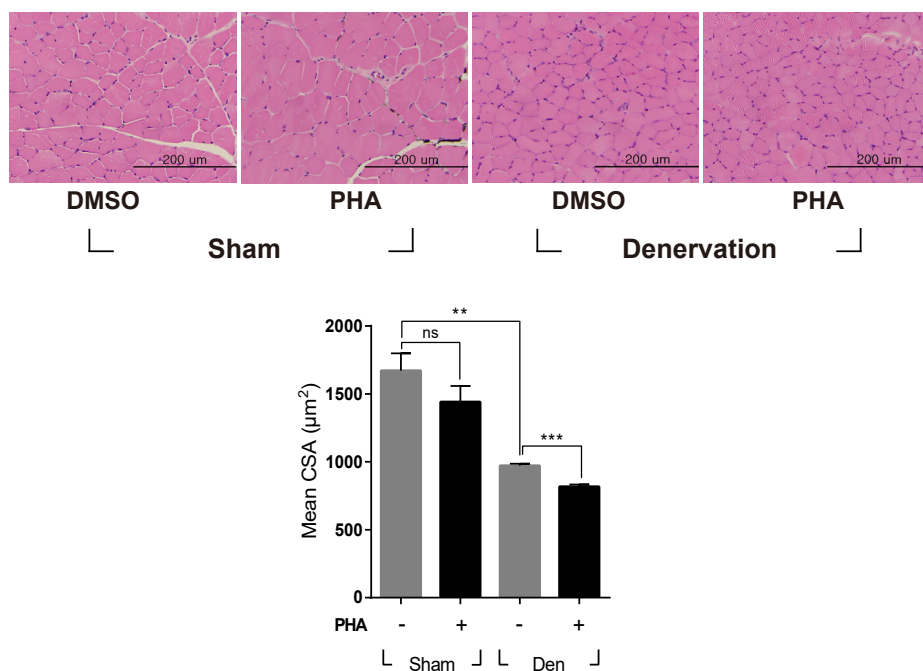 200 um 200 um 200 um 200 um
DMSO PHA DMSO PHA
Sham Denervation
Mean CSA (µm²)
2000
1500
1000
500
0
**
ns
***
PHA - + - +
Sham Den